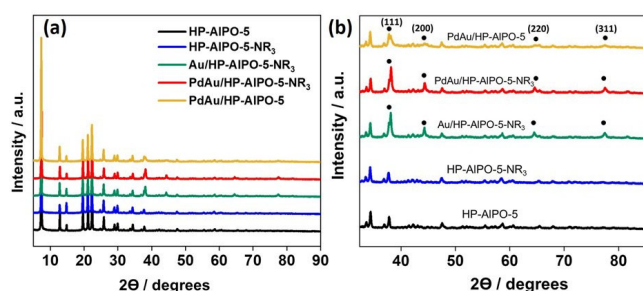 (a)
HP-AlPO-5
HP-AlPO-5-NR3
Au/HP-AlPO-5-NR3
PdAu/HP-AlPO-5-NR3
PdAu/HP-AlPO-5
Intensity / a.u.
10 20 30 40 50 60 70 80 90
2Θ / degrees
(b)
(111) (200) (220) (311)
PdAu/HP-AlPO-5
PdAu/HP-AlPO-5-NR3
Au/HP-AlPO-5-NR3
HP-AlPO-5-NR3
HP-AlPO-5
Intensity / a.u.
40 50 60 70 80
2Θ / degrees